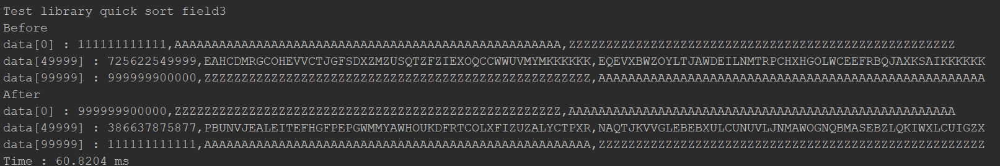 Test library quick sort field3
Before
data[0] : 111111111111,AAAAAAAAAAAAAAAAAAAAAAAAAAAAAAAAAAAAAAAAAAAAAAAAAAAA,ZZZZZZZZZZZZZZZZZZZZZZZZZZZZZZZZZZZZZZZZZZZZZZZZZZZZ
data[49999] : 725622549999,EAHCDMRGCOHEVVCTJGFSDXZMZUSQTZFZIEXOQCCWWUVMYMKKKKKK,EQEVXBWZOYLTJAWDEILNMTRPCHXHGOLWCEEFRBQJAXKSAIKKKKKK
data[99999] : 999999900000,ZZZZZZZZZZZZZZZZZZZZZZZZZZZZZZZZZZZZZZZZZZZZZZZZZZZZ,AAAAAAAAAAAAAAAAAAAAAAAAAAAAAAAAAAAAAAAAAAAAAAAAAAAA
After
data[0] : 999999900000,ZZZZZZZZZZZZZZZZZZZZZZZZZZZZZZZZZZZZZZZZZZZZZZZZZZZZ,AAAAAAAAAAAAAAAAAAAAAAAAAAAAAAAAAAAAAAAAAAAAAAAAAAAA
data[49999] : 386637875877,PBUNVJEALEITEFHGFPEPGWMMYAWHOUKDFRTCOLXFIZUZALYCTPXR,NAQTJKVVGLEBEBXULCUNUVLJNMAWOGNQBMASEBZLQKIWXLCUIGZX
data[99999] : 111111111111,AAAAAAAAAAAAAAAAAAAAAAAAAAAAAAAAAAAAAAAAAAAAAAAAAAAA,ZZZZZZZZZZZZZZZZZZZZZZZZZZZZZZZZZZZZZZZZZZZZZZZZZZZZ
Time : 60.8204 ms